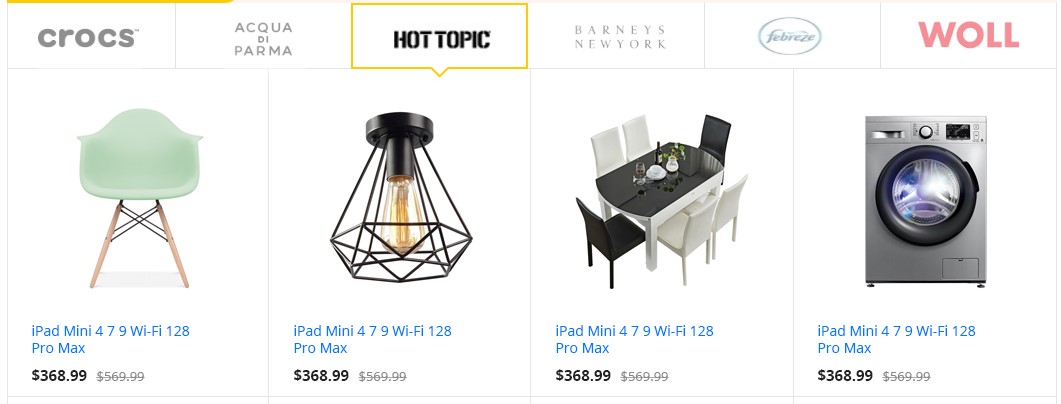 crocs™
ACQUA
DI
PARMA
HOT TOPIC
BARNEYS
NEWYORK
febreze
WOLL
iPad Mini 4 7 9 Wi-Fi 128
Pro Max
$368.99 $569.99
iPad Mini 4 7 9 Wi-Fi 128
Pro Max
$368.99 $569.99
iPad Mini 4 7 9 Wi-Fi 128
Pro Max
$368.99 $569.99
iPad Mini 4 7 9 Wi-Fi 128
Pro Max
$368.99 $569.99